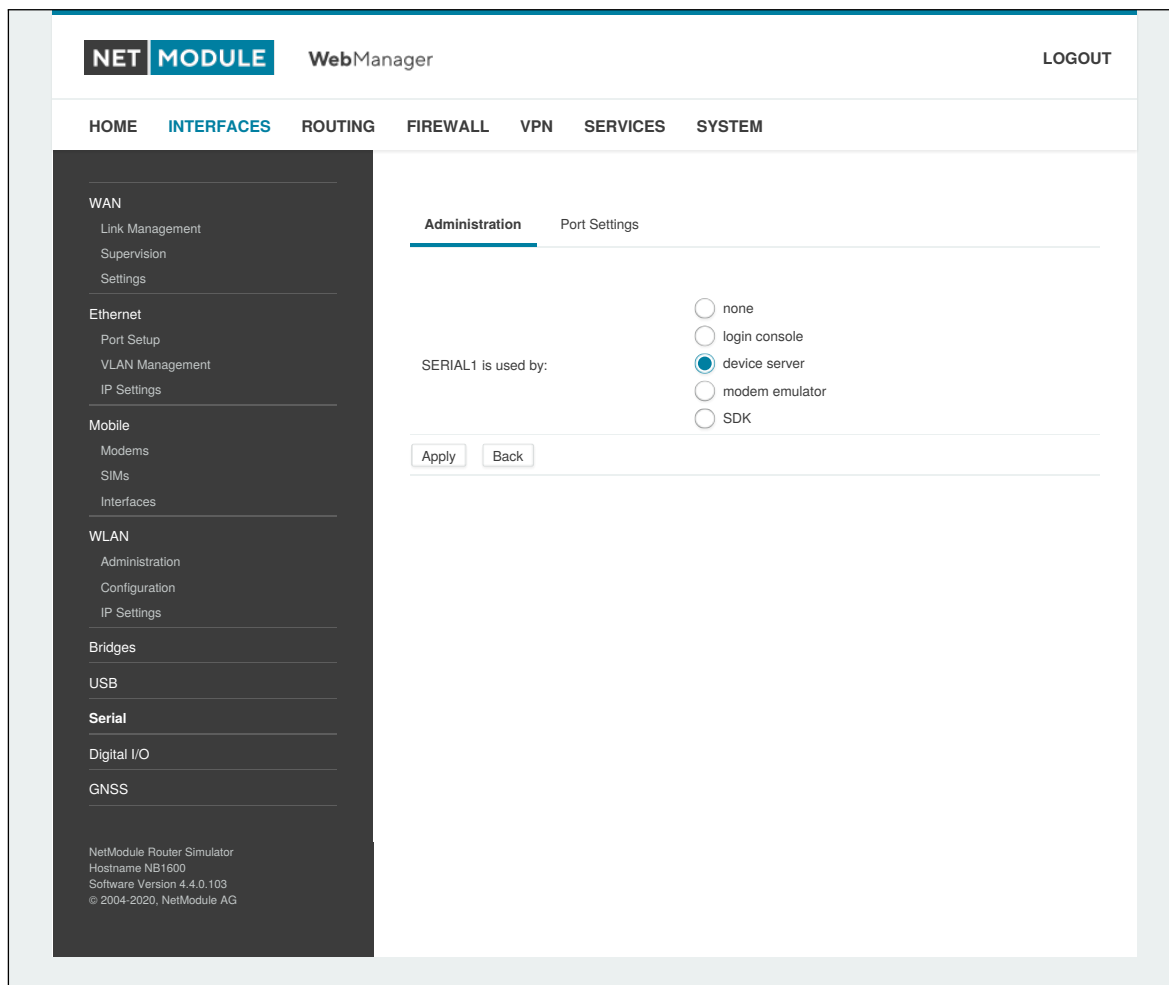 NET MODULE WebManager LOGOUT
HOME INTERFACES ROUTING FIREWALL VPN SERVICES SYSTEM
WAN
Link Management
Supervision
Settings
Ethernet
Port Setup
VLAN Management
IP Settings
Mobile
Modems
SIMs
Interfaces
WLAN
Administration
Configuration
IP Settings
Bridges
USB
Serial
Digital I/O
GNSS
NetModule Router Simulator
Hostname NB1600
Software Version 4.4.0.103
© 2004-2020, NetModule AG
Administration Port Settings
SERIAL1 is used by:
none
login console
device server
modem emulator
SDK
Apply Back